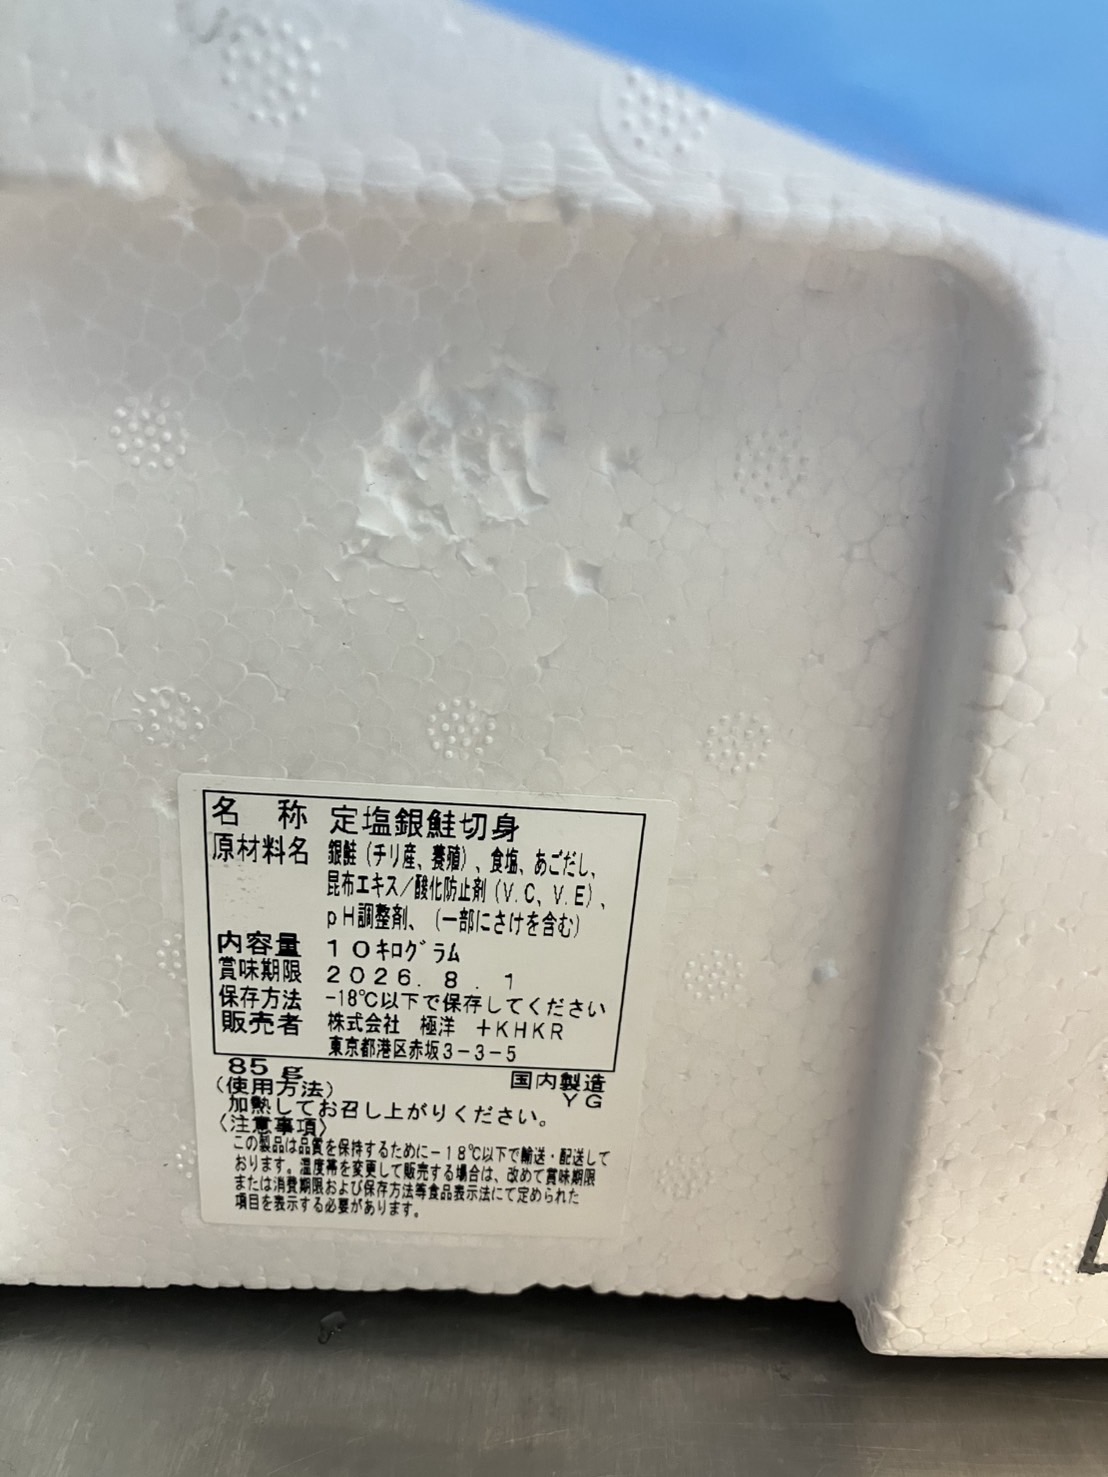 名 称 定塩銀鮭切身
原材料名 銀鮭(チリ産、養殖)、食塩、あごだし、
昆布エキス/酸化防止剤(V.C、V.E)、
pH調整剤、(一部にさけを含む)
内容量 10キログラム
賞味期限 2026.8.1
保存方法 -18℃以下で保存してください
販売者 株式会社 極洋 +KHKR
東京都港区赤坂3-3-5
85g 国内製造
(使用方法) YG
加熱してお召し上がりください。
〈注意事項〉
この製品は品質を保持するために-18℃以下で輸送・配送して
おります。温度帯を変更して販売する場合は、改めて賞味期限
または消費期限および保存方法等食品表示法にて定められた
項目を表示する必要があります。